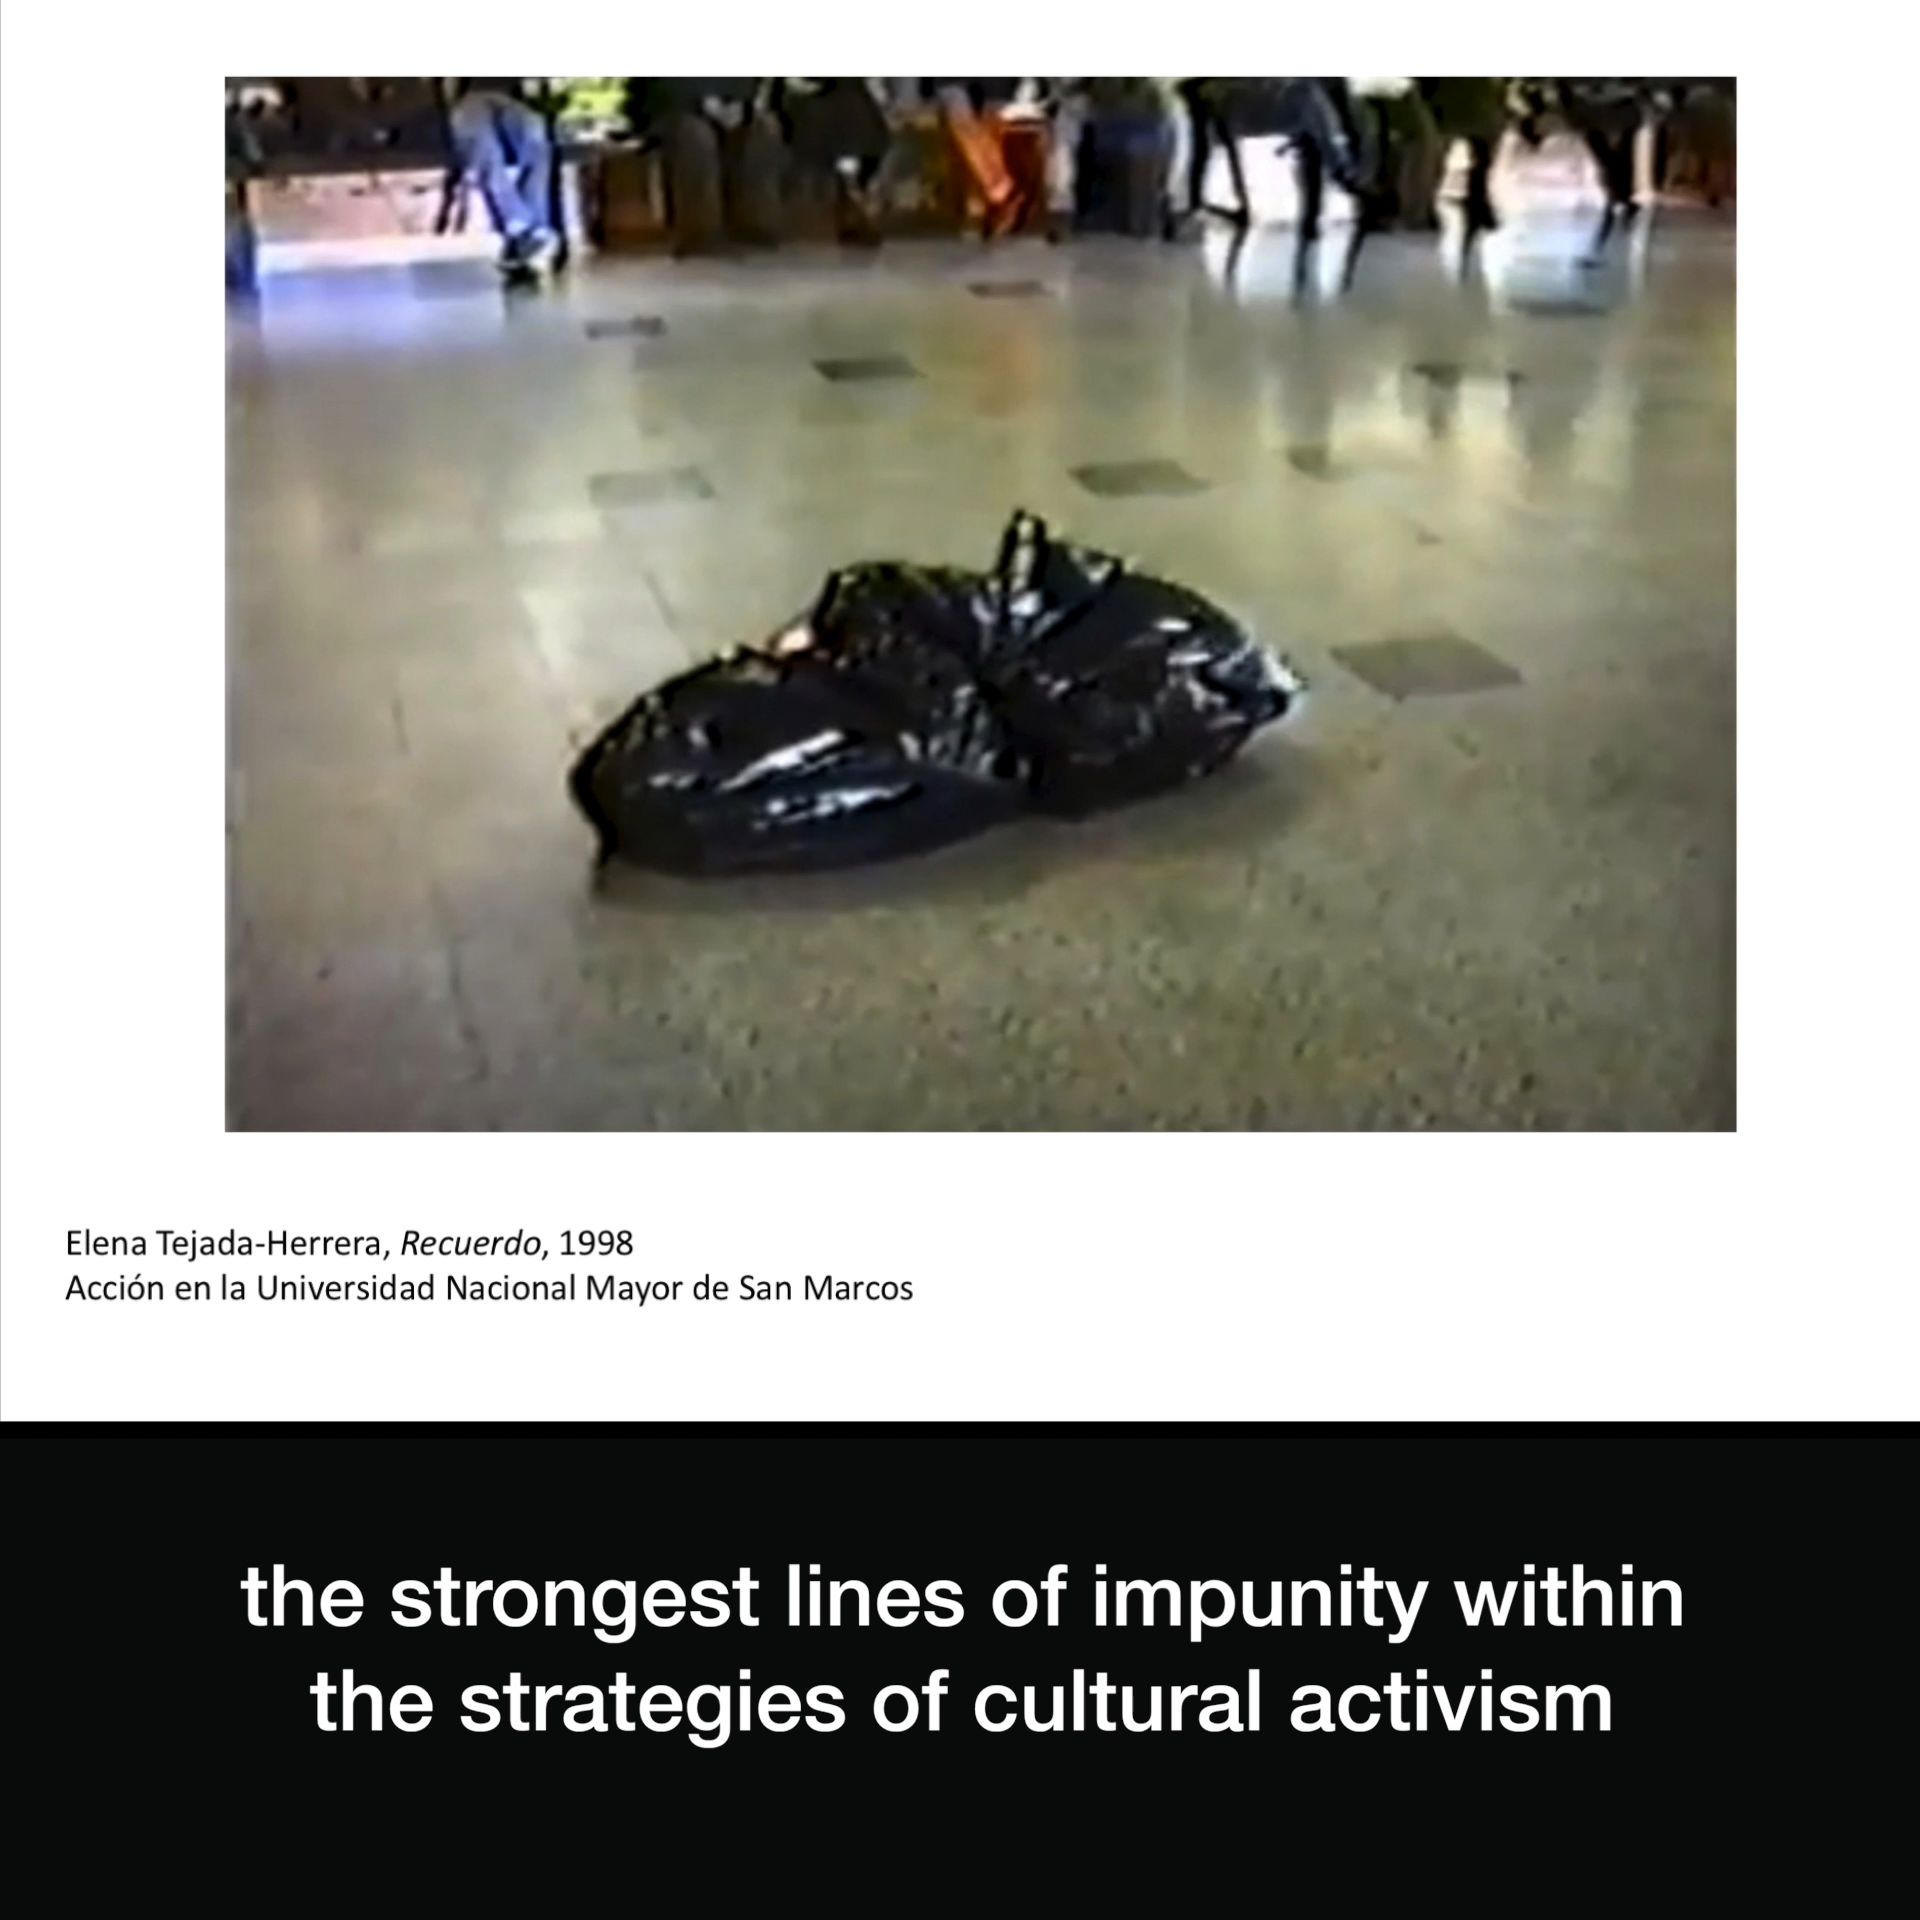 Elena Tejada-Herrera, Recuerdo, 1998
Acción en la Universidad Nacional Mayor de San Marcos
the strongest lines of impunity within
the strategies of cultural activism